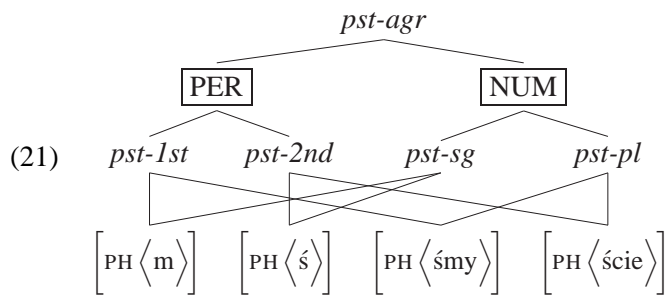 pst-agr
PER NUM
(21) pst-1st pst-2nd pst-sg pst-pl
[PH ⟨m⟩] [PH ⟨ś⟩] [PH ⟨śmy⟩] [PH ⟨ście⟩]